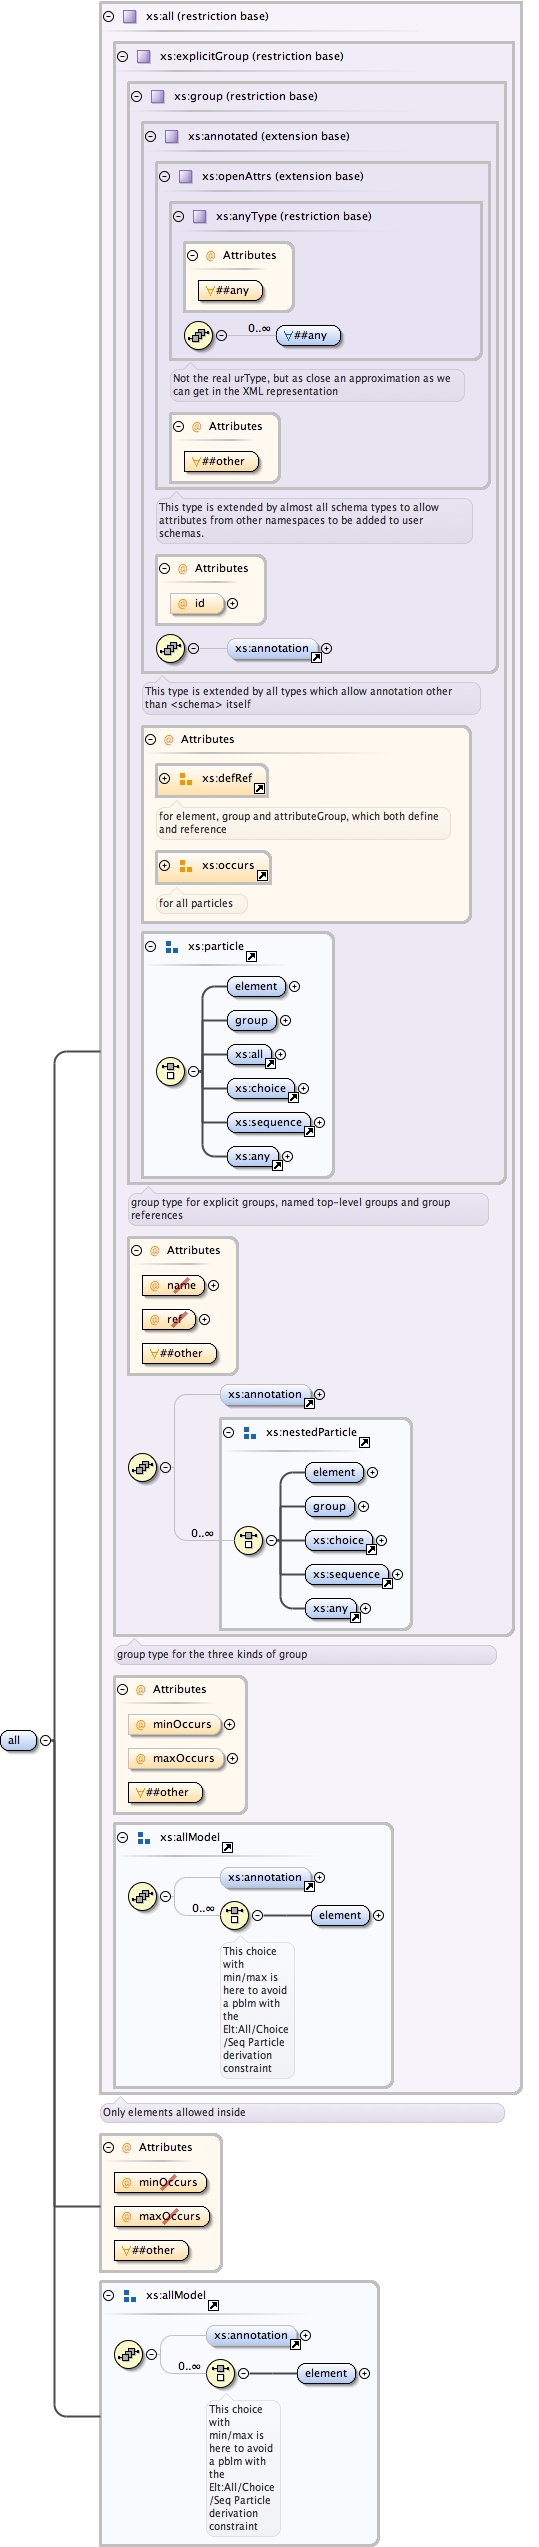 xs:all (restriction base)
xs:explicitGroup (restriction base)
xs:group (restriction base)
xs:annotated (extension base)
xs:openAttrs (extension base)
xs:anyType (restriction base)
@ Attributes
∀##any
0..∞ ∀##any
Not the real urType, but as close an approximation as we
can get in the XML representation
@ Attributes
∀##other
This type is extended by almost all schema types to allow
attributes from other namespaces to be added to user
schemas.
@ Attributes
@ id
xs:annotation
This type is extended by all types which allow annotation other
than <schema> itself
@ Attributes
xs:defRef
for element, group and attributeGroup, which both define
and reference
xs:occurs
for all particles
xs:particle
element
group
xs:all
xs:choice
xs:sequence
xs:any
group type for explicit groups, named top-level groups and group
references
@ Attributes
@ name
@ ref
∀##other
xs:annotation
xs:nestedParticle
element
group
xs:choice
0..∞
xs:sequence
xs:any
group type for the three kinds of group
@ Attributes
@ minOccurs
all
@ maxOccurs
∀##other
xs:allModel
xs:annotation
0..∞ element
This choice
with
min/max is
here to avoid
a pblm with
the
Elt:All/Choice
/Seq Particle
derivation
constraint
Only elements allowed inside
@ Attributes
@ minOccurs
@ maxOccurs
∀##other
xs:allModel
xs:annotation
0..∞ element
This choice
with
min/max is
here to avoid
a pblm with
the
Elt:All/Choice
/Seq Particle
derivation
constraint